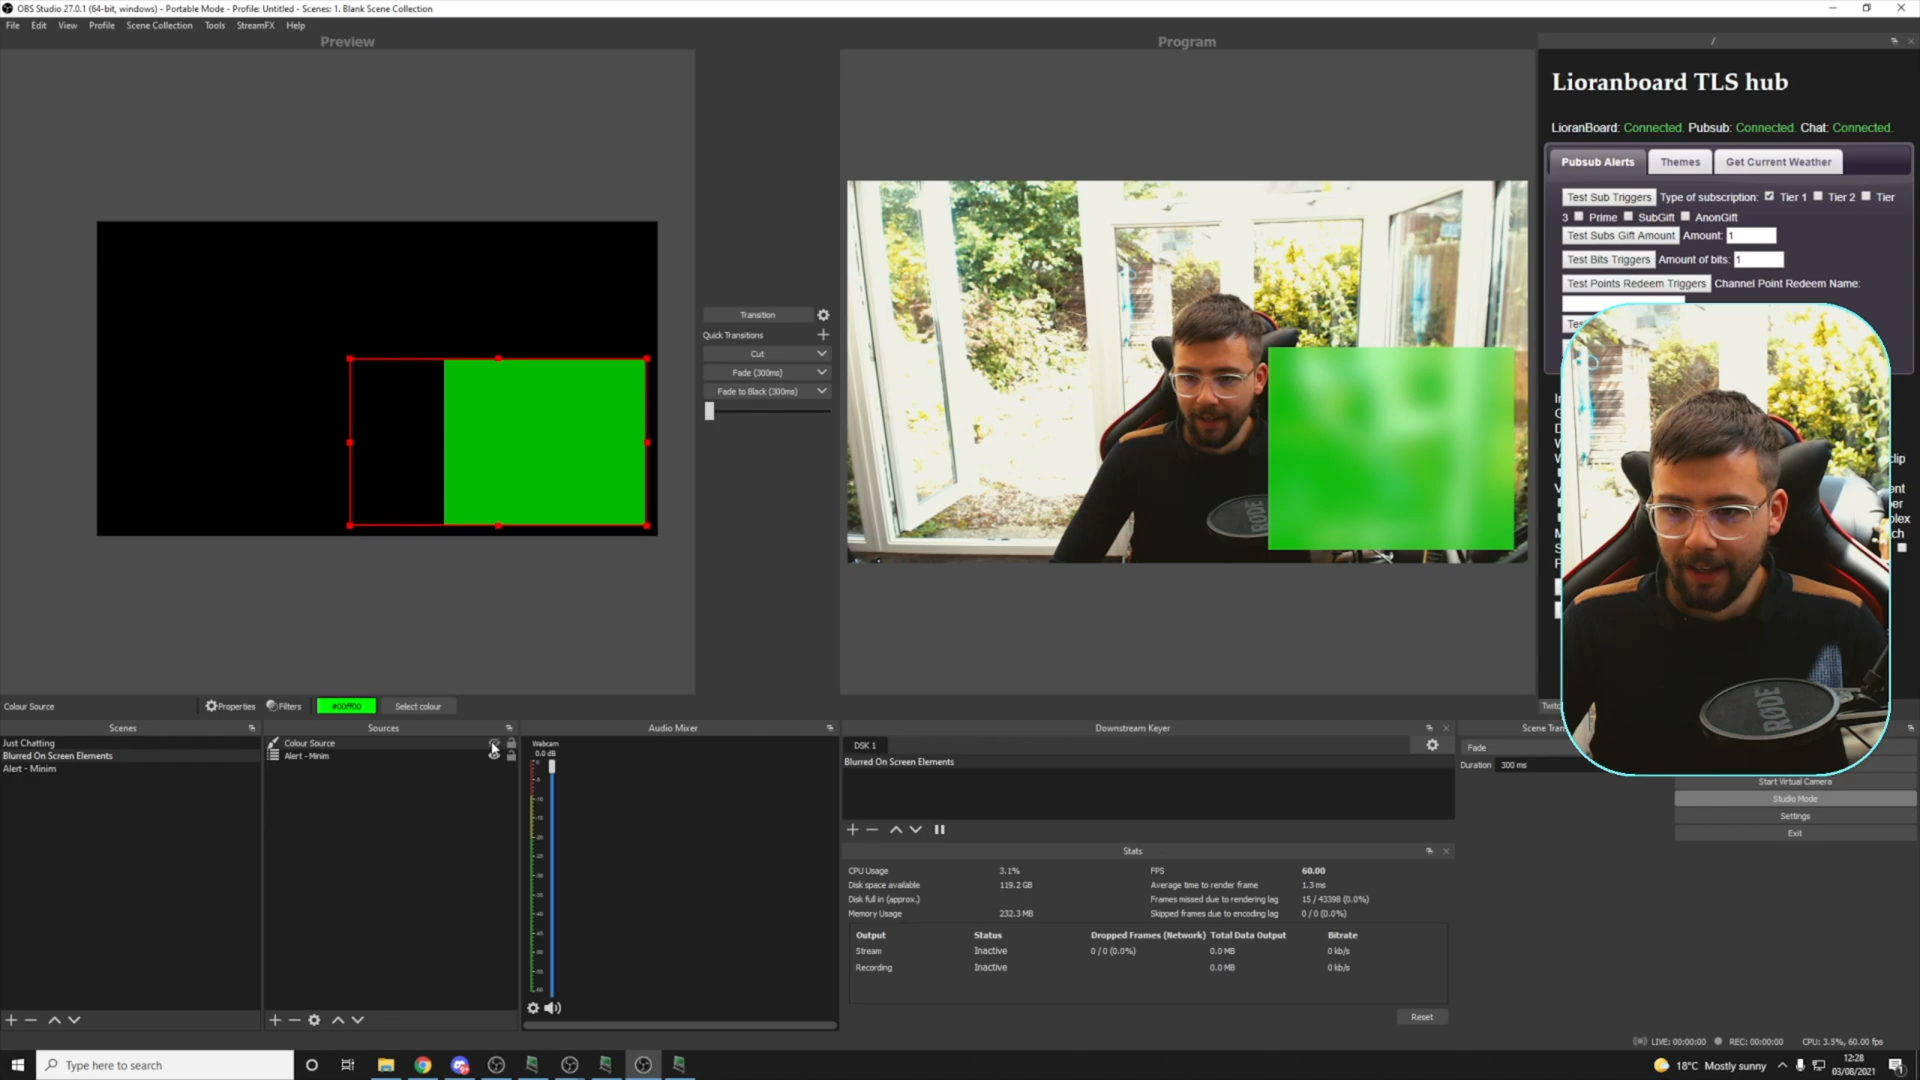 OBS Studio 27.0.1 (64-bit, windows) - Portable Mode - Profile: Untitled - Scenes: 1. Blank Scene Collection
File Edit View Profile Scene Collection Tools StreamFX Help
Preview
Program
/
Lioranboard TLS hub
LioranBoard: Connected. Pubsub: Connected. Chat: Connected.
Pubsub Alerts Themes Get Current Weather
Test Sub Triggers Type of subscription: Tier 1 Tier 2 Tier
3 Prime SubGift AnonGift
Test Subs Gift Amount Amount: 1
Test Bits Triggers Amount of bits: 1
Test Points Redeem Triggers Channel Point Redeem Name:
Transition
Quick Transitions
Cut
Fade (300ms)
Fade to Black (300ms)
RODE
RØDE
Colour Source Properties Filters #00ff00 Select colour
Scenes
Just Chatting
Blurred On Screen Elements
Alert - Minim
Sources
Colour Source
Alert - Minim
Audio Mixer
Webcam
0.0 dB
Downstream Keyer
DSK 1
Blurred On Screen Elements
Stats
CPU Usage 3.1% FPS 60.00
Disk space available 119.2 GB Average time to render frame 1.3 ms
Disk full in (approx.) Frames missed due to rendering lag 15 / 43398 (0.0%)
Memory Usage 232.3 MB Skipped frames due to encoding lag 0 / 0 (0.0%)
Output Status Dropped Frames (Network) Total Data Output Bitrate
Stream Inactive 0 / 0 (0.0%) 0.0 MB 0 kb/s
Recording Inactive 0.0 MB 0 kb/s
Reset
Fade
Duration 300 ms
Start Virtual Camera
Studio Mode
Settings
Exit
LIVE: 00:00:00 REC: 00:00:00 CPU: 3.5%, 60.00 fps
Type here to search
18°C Mostly sunny
12:28
03/08/2021